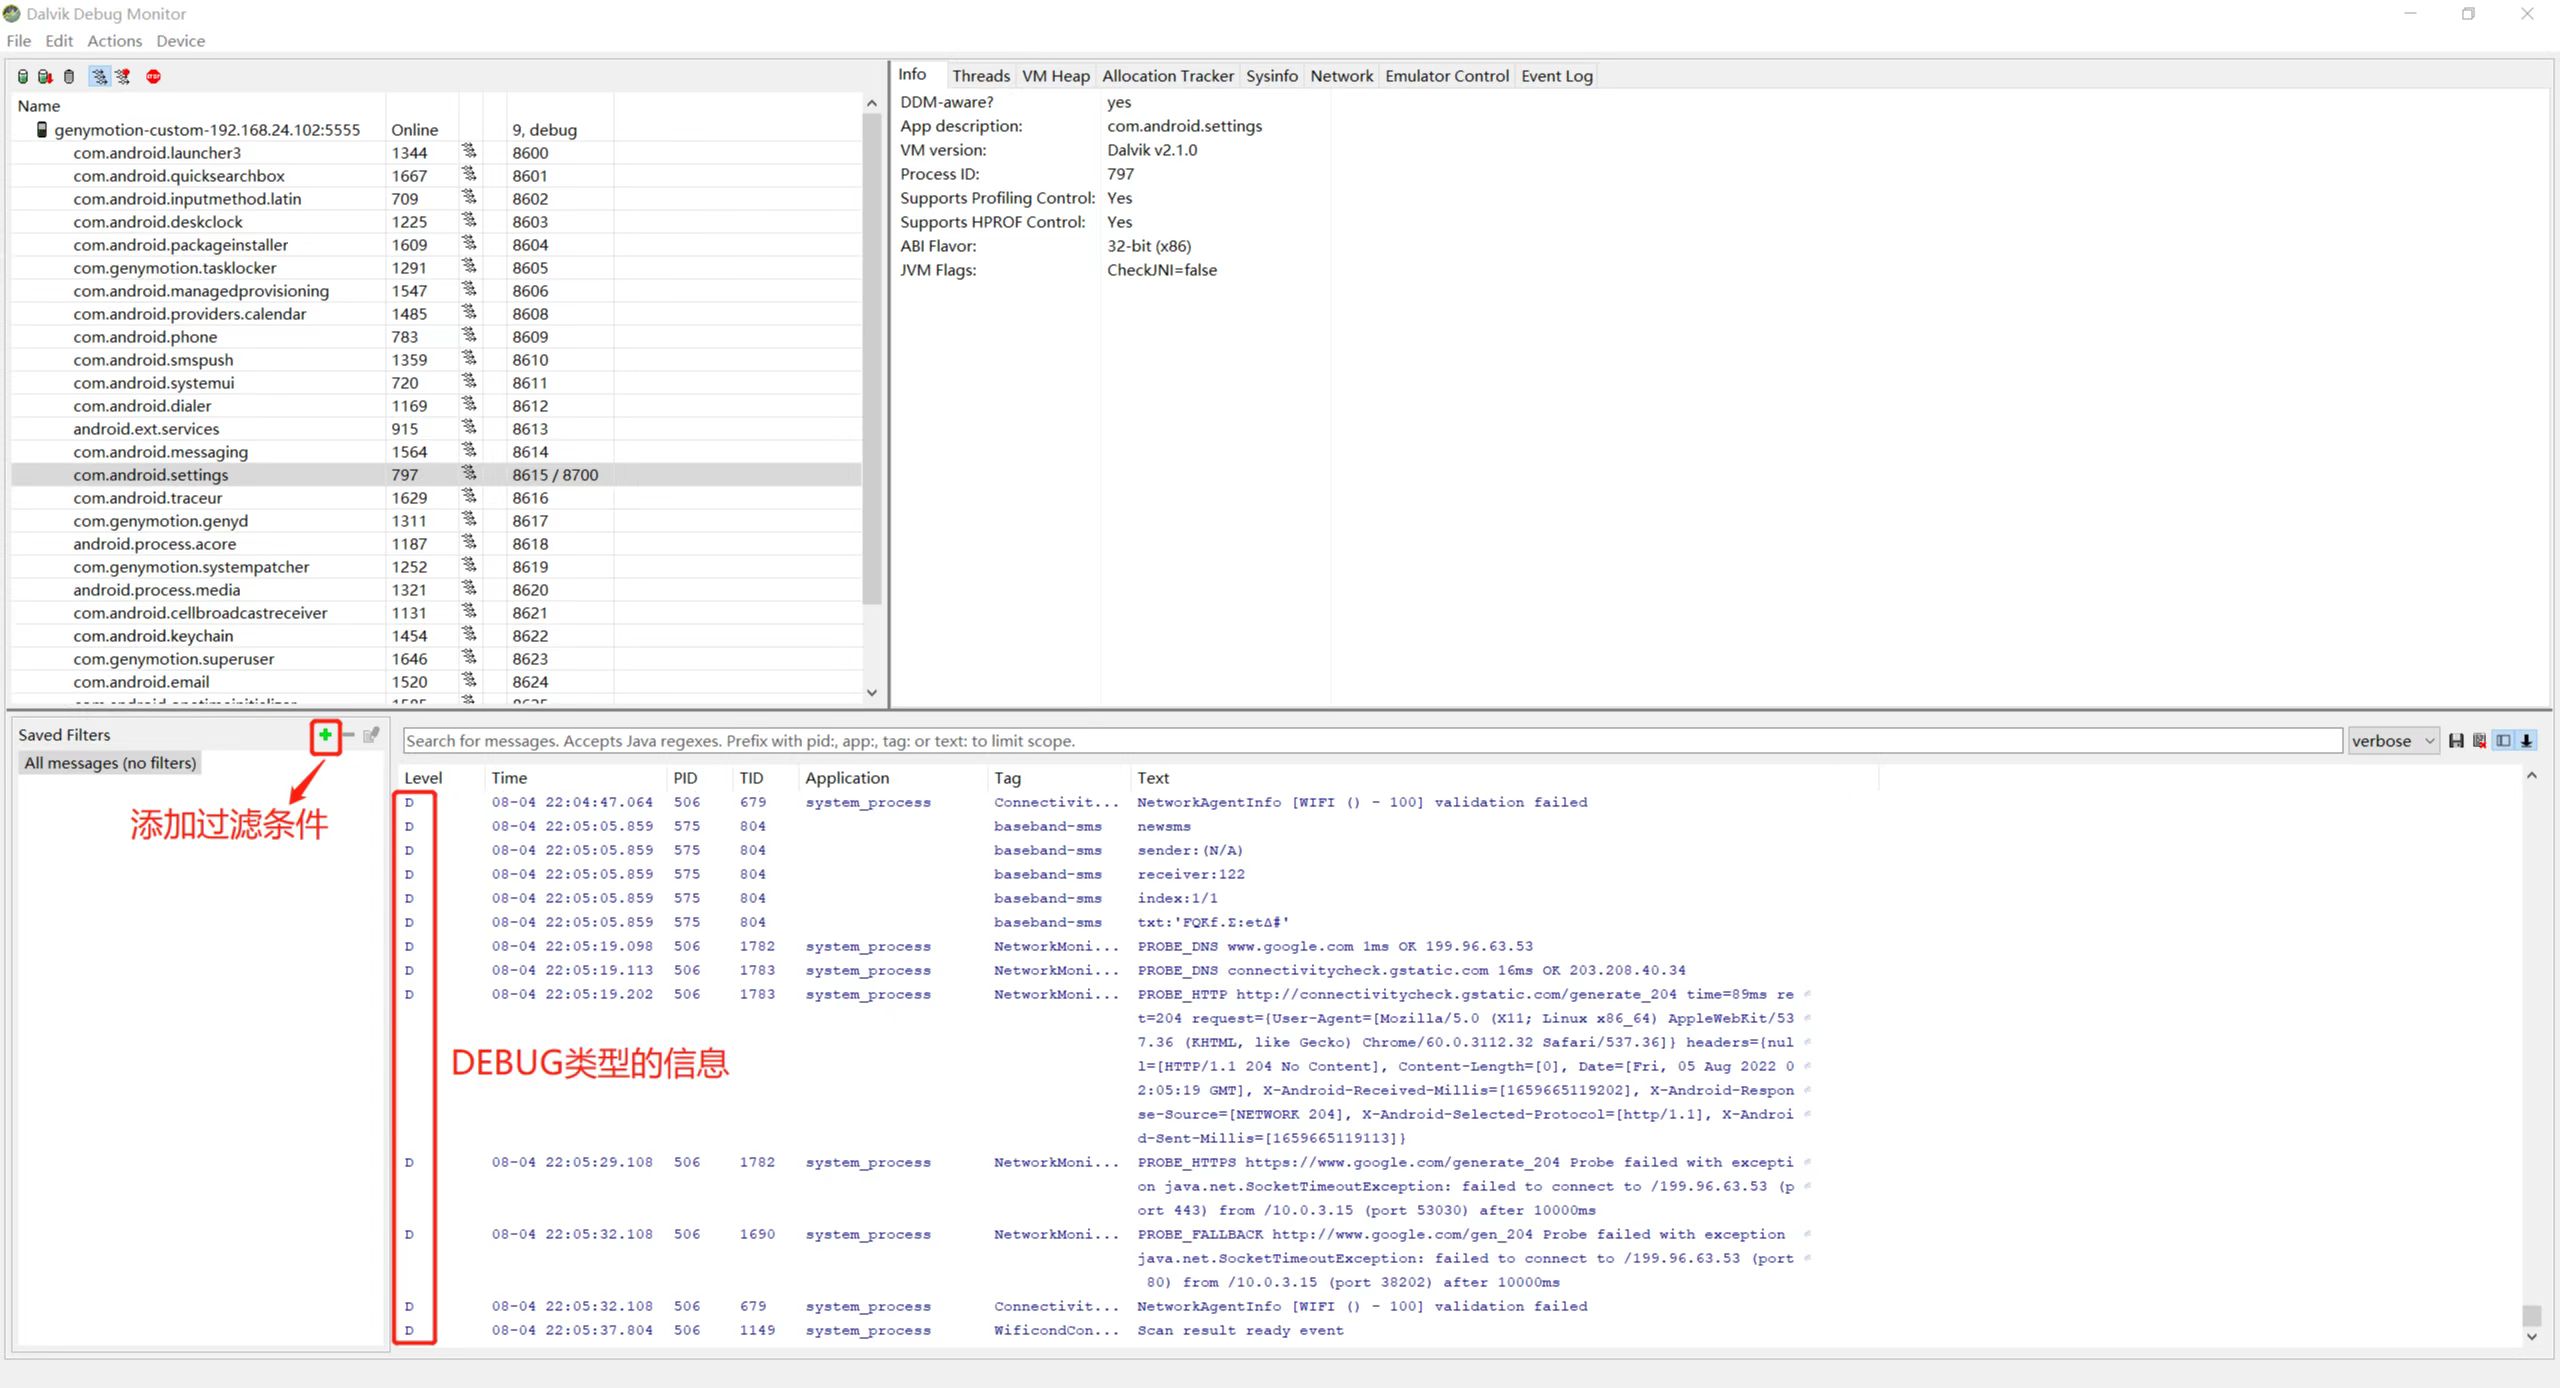 Dalvik Debug Monitor
File Edit Actions Device
Name
genymotion-custom-192.168.24.102:5555 Online 9, debug
com.android.launcher3 1344 8600
com.android.quicksearchbox 1667 8601
com.android.inputmethod.latin 709 8602
com.android.deskclock 1225 8603
com.android.packageinstaller 1609 8604
com.genymotion.tasklocker 1291 8605
com.android.managedprovisioning 1547 8606
com.android.providers.calendar 1485 8608
com.android.phone 783 8609
com.android.smspush 1359 8610
com.android.systemui 720 8611
com.android.dialer 1169 8612
android.ext.services 915 8613
com.android.messaging 1564 8614
com.android.settings 797 8615 / 8700
com.android.traceur 1629 8616
com.genymotion.genyd 1311 8617
android.process.acore 1187 8618
com.genymotion.systempatcher 1252 8619
android.process.media 1321 8620
com.android.cellbroadcastreceiver 1131 8621
com.android.keychain 1454 8622
com.genymotion.superuser 1646 8623
com.android.email 1520 8624
Info Threads VM Heap Allocation Tracker Sysinfo Network Emulator Control Event Log
DDM-aware? yes
App description: com.android.settings
VM version: Dalvik v2.1.0
Process ID: 797
Supports Profiling Control: Yes
Supports HPROF Control: Yes
ABI Flavor: 32-bit (x86)
JVM Flags: CheckJNI=false
Saved Filters
All messages (no filters)
添加过滤条件
Search for messages. Accepts Java regexes. Prefix with pid:, app:, tag: or text: to limit scope. verbose
Level Time PID TID Application Tag Text
D 08-04 22:04:47.064 506 679 system_process Connectivit... NetworkAgentInfo [WIFI () - 100] validation failed
D 08-04 22:05:05.859 575 804 baseband-sms newsms
D 08-04 22:05:05.859 575 804 baseband-sms sender:(N/A)
D 08-04 22:05:05.859 575 804 baseband-sms receiver:122
D 08-04 22:05:05.859 575 804 baseband-sms index:1/1
D 08-04 22:05:05.859 575 804 baseband-sms txt:'FQKf.Σ:etΔ#'
D 08-04 22:05:19.098 506 1782 system_process NetworkMoni... PROBE_DNS www.google.com 1ms OK 199.96.63.53
D 08-04 22:05:19.113 506 1783 system_process NetworkMoni... PROBE_DNS connectivitycheck.gstatic.com 16ms OK 203.208.40.34
D 08-04 22:05:19.202 506 1783 system_process NetworkMoni... PROBE_HTTP http://connectivitycheck.gstatic.com/generate_204 time=89ms re
t=204 request={User-Agent=[Mozilla/5.0 (X11; Linux x86_64) AppleWebKit/53
7.36 (KHTML, like Gecko) Chrome/60.0.3112.32 Safari/537.36]} headers={nul
l=[HTTP/1.1 204 No Content], Content-Length=[0], Date=[Fri, 05 Aug 2022 0
2:05:19 GMT], X-Android-Received-Millis=[1659665119202], X-Android-Respon
se-Source=[NETWORK 204], X-Android-Selected-Protocol=[http/1.1], X-Androi
d-Sent-Millis=[1659665119113]}
DEBUG类型的信息
D 08-04 22:05:29.108 506 1782 system_process NetworkMoni... PROBE_HTTPS https://www.google.com/generate_204 Probe failed with excepti
on java.net.SocketTimeoutException: failed to connect to /199.96.63.53 (p
ort 443) from /10.0.3.15 (port 53030) after 10000ms
D 08-04 22:05:32.108 506 1690 system_process NetworkMoni... PROBE_FALLBACK http://www.google.com/gen_204 Probe failed with exception
java.net.SocketTimeoutException: failed to connect to /199.96.63.53 (port
80) from /10.0.3.15 (port 38202) after 10000ms
D 08-04 22:05:32.108 506 679 system_process Connectivit... NetworkAgentInfo [WIFI () - 100] validation failed
D 08-04 22:05:37.804 506 1149 system_process WificondCon... Scan result ready event